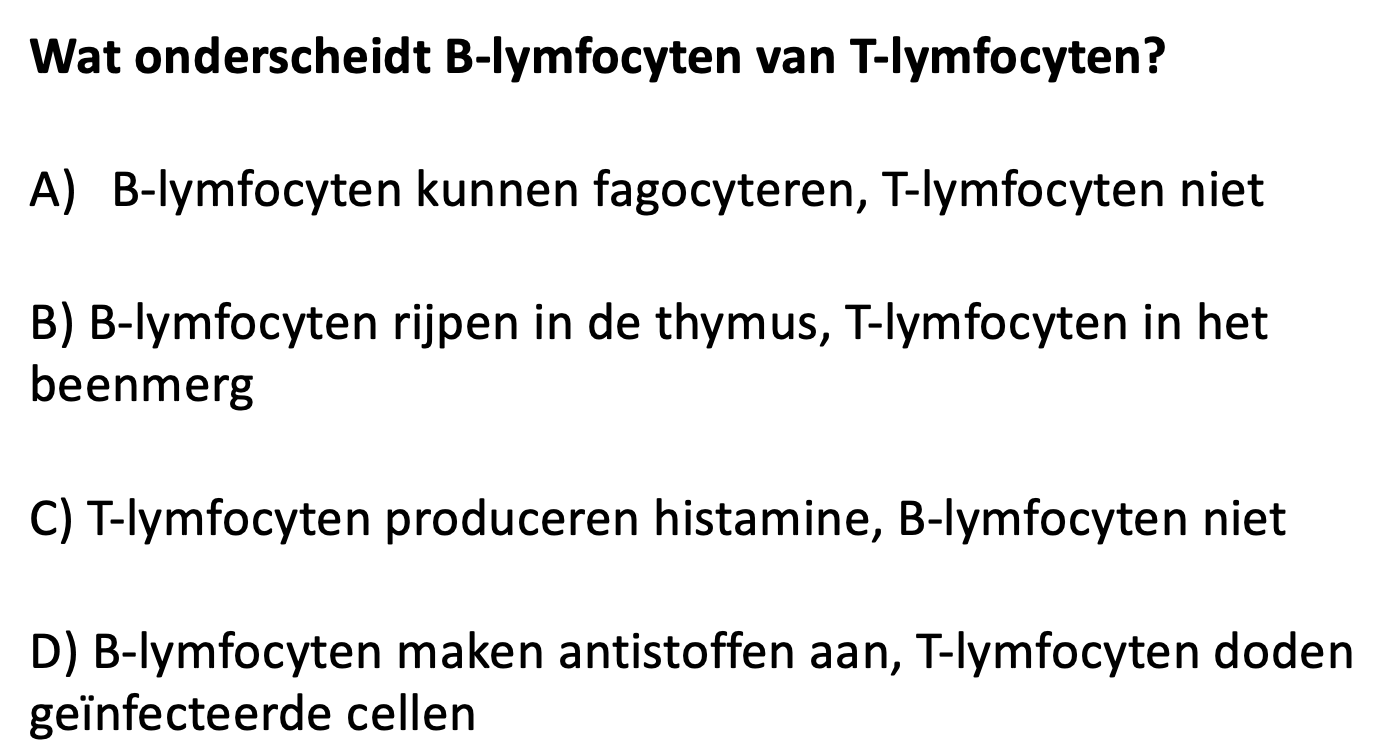 Wat onderscheidt B-lymfocyten van T-lymfocyten?
A) B-lymfocyten kunnen fagocyteren, T-lymfocyten niet
B) B-lymfocyten rijpen in de thymus, T-lymfocyten in het
beenmerg
C) T-lymfocyten produceren histamine, B-lymfocyten niet
D) B-lymfocyten maken antistoffen aan, T-lymfocyten doden
geïnfecteerde cellen